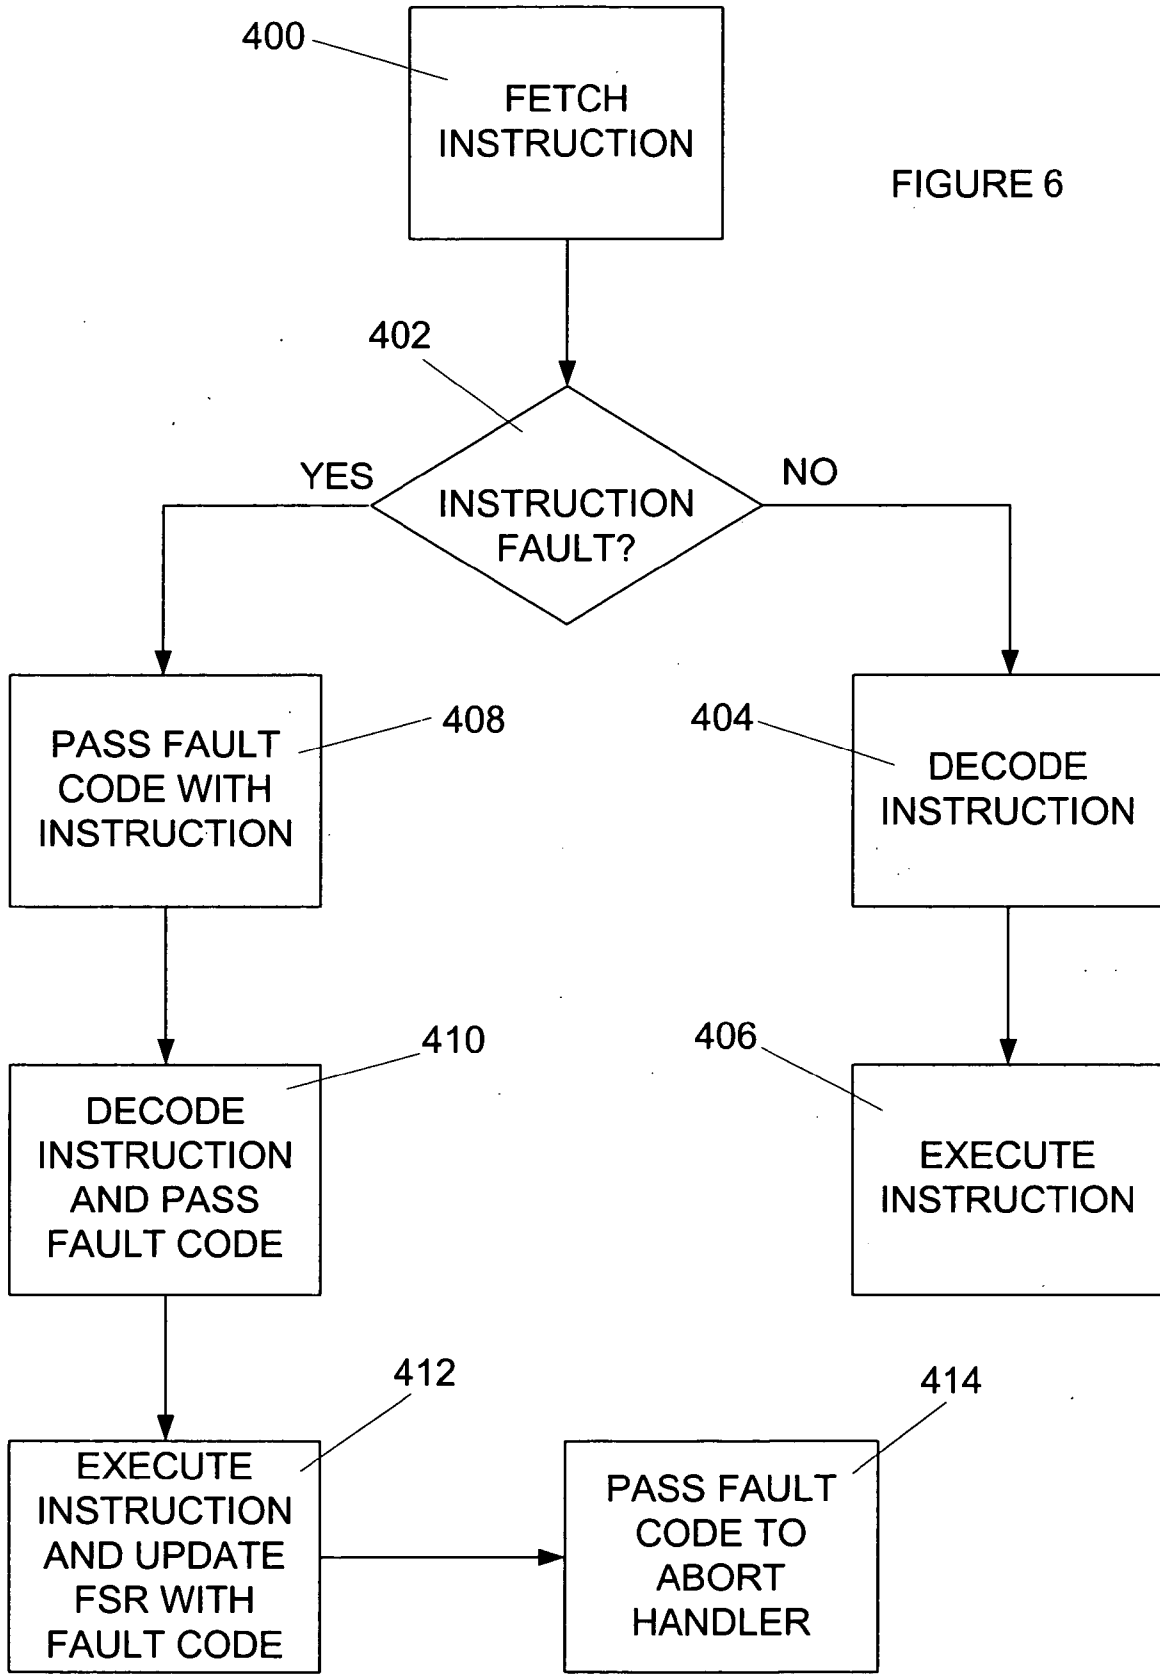 400
FETCH
INSTRUCTION
FIGURE 6
402
YES
NO
INSTRUCTION
FAULT?
408
PASS FAULT
CODE WITH
INSTRUCTION
404
DECODE
INSTRUCTION
410
DECODE
INSTRUCTION
AND PASS
FAULT CODE
406
EXECUTE
INSTRUCTION
412
EXECUTE
INSTRUCTION
AND UPDATE
FSR WITH
FAULT CODE
414
PASS FAULT
CODE TO
ABORT
HANDLER